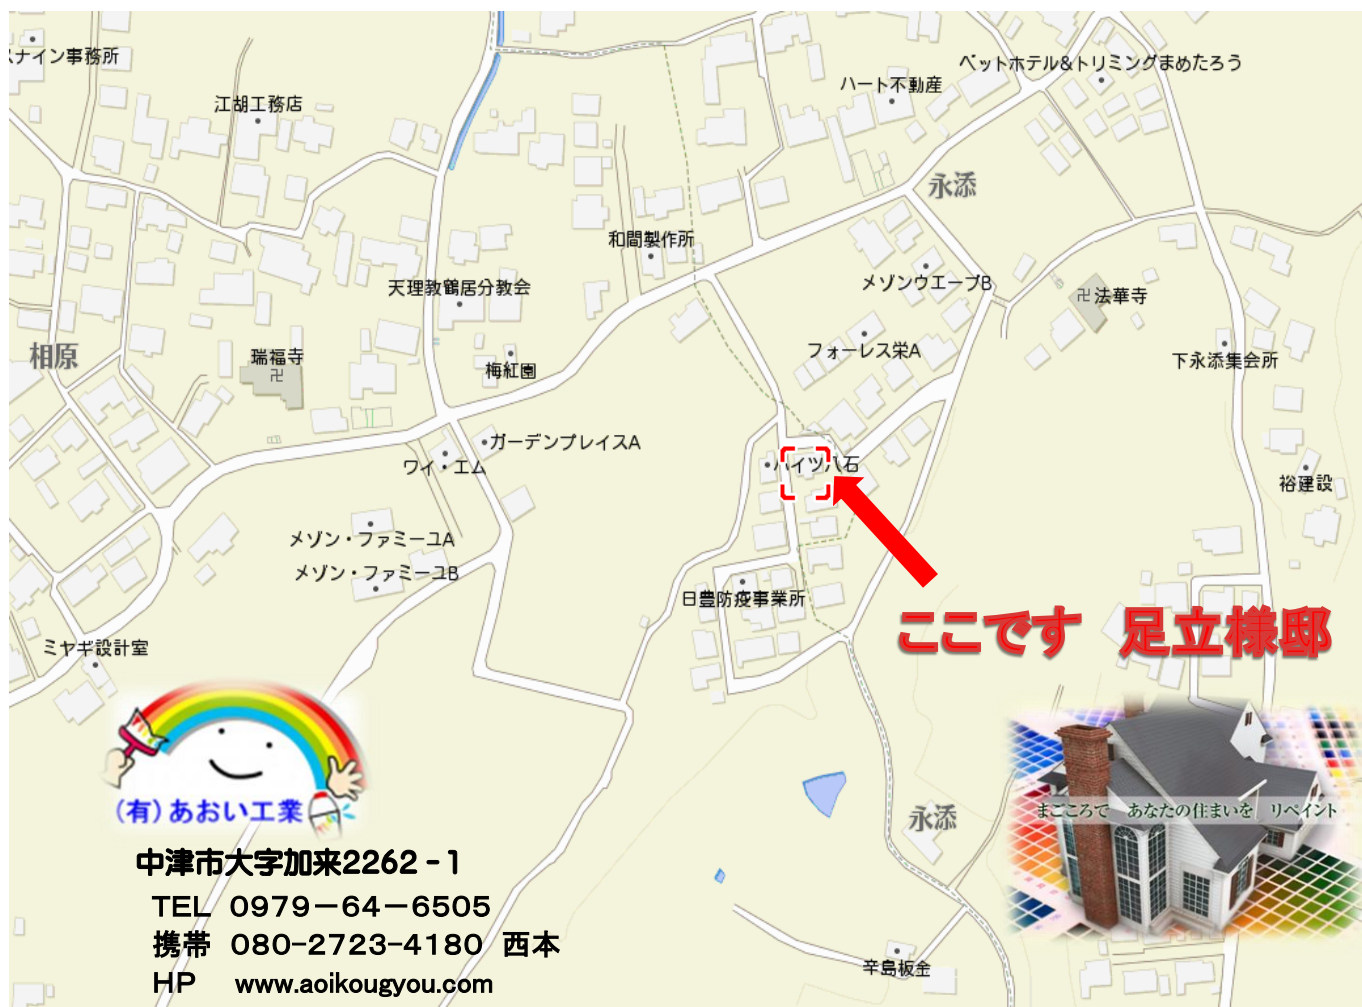 スナイン事務所
江胡工務店
ハート不動産
ペットホテル&トリミングまめたろう
永添
和間製作所
天理教鶴居分教会
メゾンウエーブB
卍法華寺
相原
瑞福寺
卍
梅紅園
フォーレス栄A
下永添集会所
ガーデンプレイスA
ワイ・エム
ハイツ八石
裕建設
メゾン・ファミーユA
メゾン・ファミーユB
日豊防疫事業所
ここです 足立様邸
ミヤギ設計室
(有)あおい工業
まごころで あなたの住まいを リペイント
永添
中津市大字加来2262-1
TEL 0979-64-6505
携帯 080-2723-4180 西本
HP www.aoikougyou.com
辛島板金